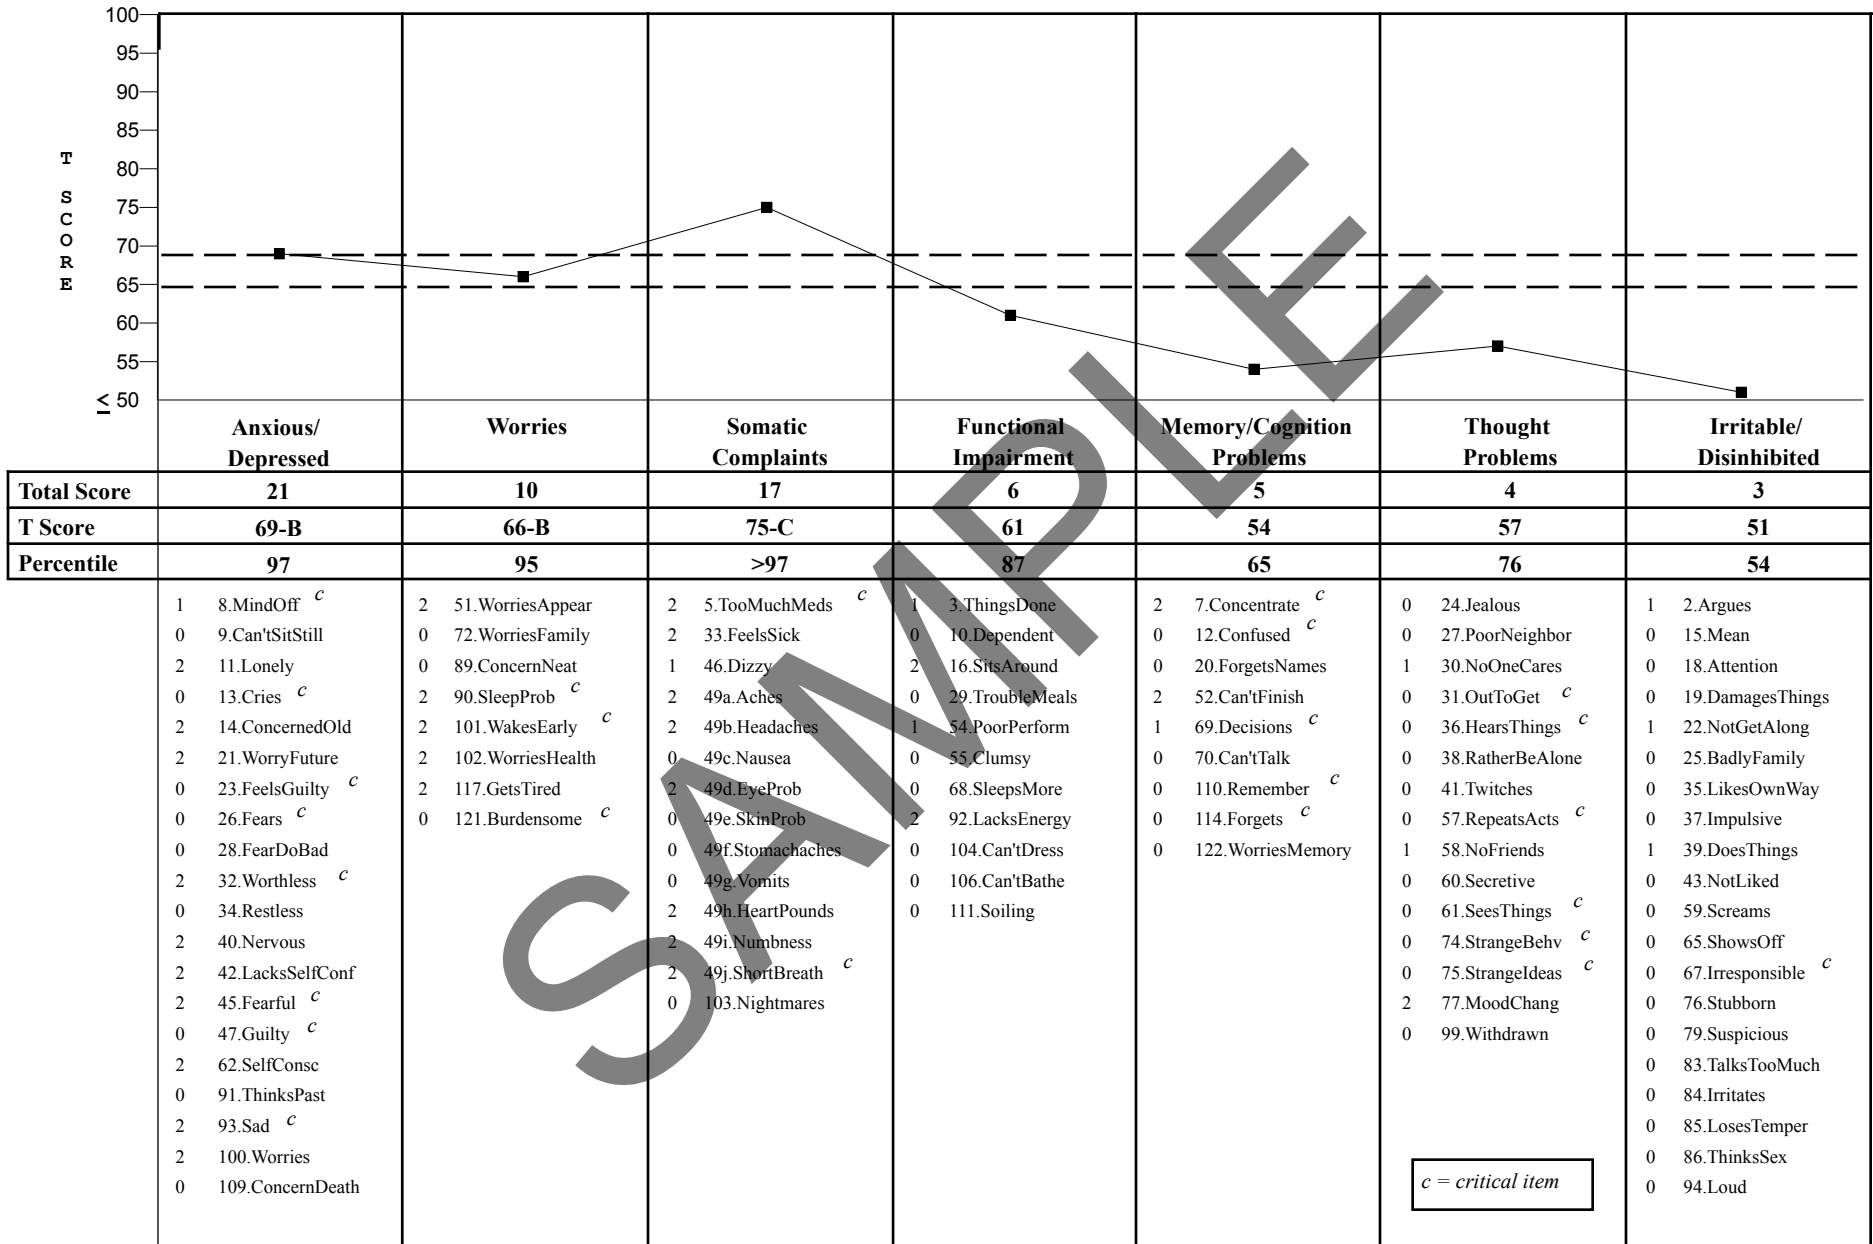 100
95
90
85
80
75
70
65
60
55
≤ 50
T SCORE
Anxious/ Worries Somatic Functional Memory/Cognition Thought Irritable/
Depressed Complaints Impairment Problems Problems Disinhibited
Total Score 21 10 17 6 5 4 3
T Score 69-B 66-B 75-C 61 54 57 51
Percentile 97 95 >97 87 65 76 54
1 8.MindOff c
0 9.Can'tSitStill
2 11.Lonely
0 13.Cries c
2 14.ConcernedOld
2 21.WorryFuture
0 23.FeelsGuilty c
0 26.Fears c
0 28.FearDoBad
2 32.Worthless c
0 34.Restless
2 40.Nervous
2 42.LacksSelfConf
2 45.Fearful c
0 47.Guilty c
2 62.SelfConsc
0 91.ThinksPast
2 93.Sad c
2 100.Worries
0 109.ConcernDeath
2 51.WorriesAppear
0 72.WorriesFamily
0 89.ConcernNeat
2 90.SleepProb c
2 101.WakesEarly c
2 102.WorriesHealth
2 117.GetsTired
0 121.Burdensome c
2 5.TooMuchMeds c
2 33.FeelsSick
1 46.Dizzy
2 49a.Aches
2 49b.Headaches
0 49c.Nausea
2 49d.EyeProb
0 49e.SkinProb
0 49f.Stomachaches
0 49g.Vomits
2 49h.HeartPounds
2 49i.Numbness
2 49j.ShortBreath c
0 103.Nightmares
1 3.ThingsDone
0 10.Dependent
2 16.SitsAround
0 29.TroubleMeals
1 54.PoorPerform
0 55.Clumsy
0 68.SleepsMore
2 92.LacksEnergy
0 104.Can'tDress
0 106.Can'tBathe
0 111.Soiling
2 7.Concentrate c
0 12.Confused c
0 20.ForgetsNames
2 52.Can'tFinish
1 69.Decisions c
0 70.Can'tTalk
0 110.Remember c
0 114.Forgets c
0 122.WorriesMemory
0 24.Jealous
0 27.PoorNeighbor
1 30.NoOneCares
0 31.OutToGet c
0 36.HearsThings c
0 38.RatherBeAlone
0 41.Twitches
0 57.RepeatsActs c
1 58.NoFriends
0 60.Secretive
0 61.SeesThings c
0 74.StrangeBehv c
0 75.StrangeIdeas c
2 77.MoodChang
0 99.Withdrawn
c = critical item
1 2.Argues
0 15.Mean
0 18.Attention
0 19.DamagesThings
1 22.NotGetAlong
0 25.BadlyFamily
0 35.LikesOwnWay
0 37.Impulsive
1 39.DoesThings
0 43.NotLiked
0 59.Screams
0 65.ShowsOff
0 67.Irresponsible c
0 76.Stubborn
0 79.Suspicious
0 83.TalksTooMuch
0 84.Irritates
0 85.LosesTemper
0 86.ThinksSex
0 94.Loud
SAMPLE